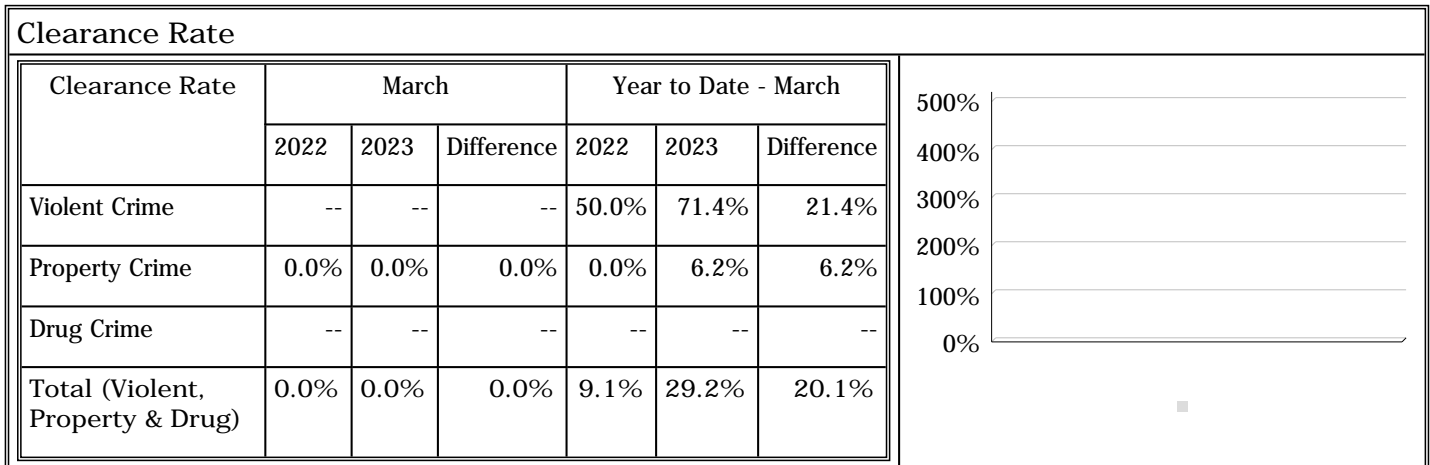 Clearance Rate
Clearance Rate March Year to Date - March
2022 2023 Difference 2022 2023 Difference
Violent Crime -- -- -- 50.0% 71.4% 21.4%
Property Crime 0.0% 0.0% 0.0% 0.0% 6.2% 6.2%
Drug Crime -- -- -- -- -- --
Total (Violent, 0.0% 0.0% 0.0% 9.1% 29.2% 20.1%
Property & Drug)
500%
400%
300%
200%
100%
0%